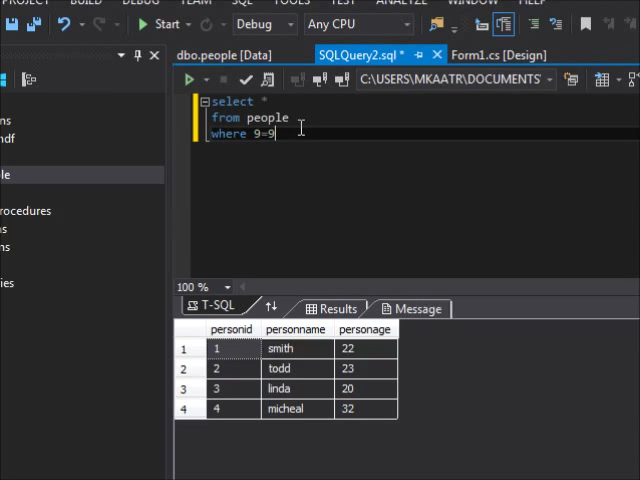 PROJECT BUILD DEBUG TEAM SQL TOOLS TEST ANALYZE WINDOW HELP
Start Debug Any CPU
dbo.people [Data] SQLQuery2.sql * Form1.cs [Design]
C:\USERS\MKAATR\DOCUMENTS\
select *
from people
where 9=9
ns
ndf
le
rocedures
s
ns
ies
100 %
T-SQL Results Message
personid personname personage
1 1 smith 22
2 2 todd 23
3 3 linda 20
4 4 micheal 32